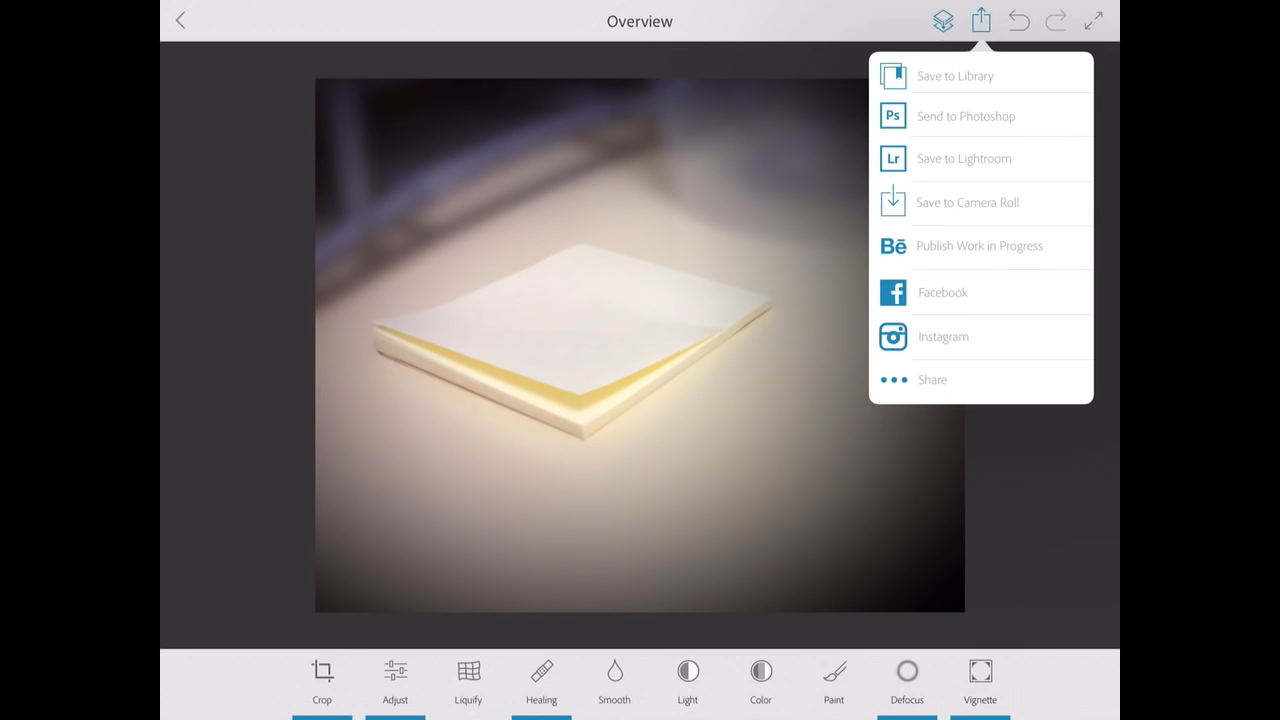 Overview
Save to Library
Ps Send to Photoshop
Lr Save to Lightroom
Save to Camera Roll
Bē Publish Work in Progress
f Facebook
Instagram
Share
Crop Adjust Liquify Healing Smooth Light Color Paint Defocus Vignette